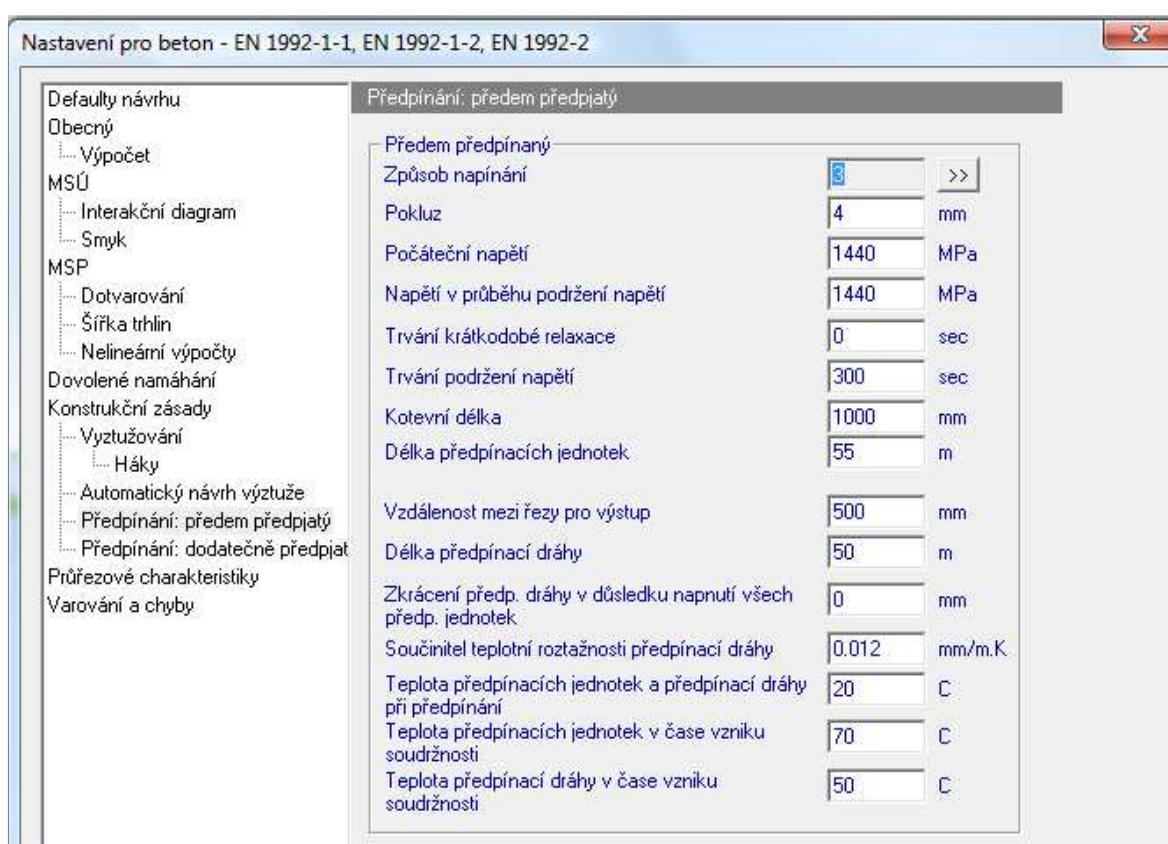 Nastavení pro beton - EN 1992-1-1, EN 1992-1-2, EN 1992-2
X
Defaulty návrhu
Obecný
Výpočet
MSÚ
Interakční diagram
Smyk
MSP
Dotvarování
Šířka trhlin
Nelineární výpočty
Dovolené namáhání
Konstrukční zásady
Vyztužování
Háky
Automatický návrh výztuže
Předpínání: předem předpjatý
Předpínání: dodatečně předpjat
Průřezové charakteristiky
Varování a chyby
Předpínání: předem předpjatý
Předem předpínaný
Způsob napínání 3 >>
Pokluz 4 mm
Počáteční napětí 1440 MPa
Napětí v průběhu podržení napětí 1440 MPa
Trvání krátkodobé relaxace 0 sec
Trvání podržení napětí 300 sec
Kotevní délka 1000 mm
Délka předpínacích jednotek 55 m
Vzdálenost mezi řezy pro výstup 500 mm
Délka předpínací dráhy 50 m
Zkrácení předp. dráhy v důsledku napnutí všech
předp. jednotek 0 mm
Součinitel teplotní roztažnosti předpínací dráhy 0.012 mm/m.K
Teplota předpínacích jednotek a předpínací dráhy
při předpínání 20 C
Teplota předpínacích jednotek v čase vzniku
soudržnosti 70 C
Teplota předpínací dráhy v čase vzniku
soudržnosti 50 C